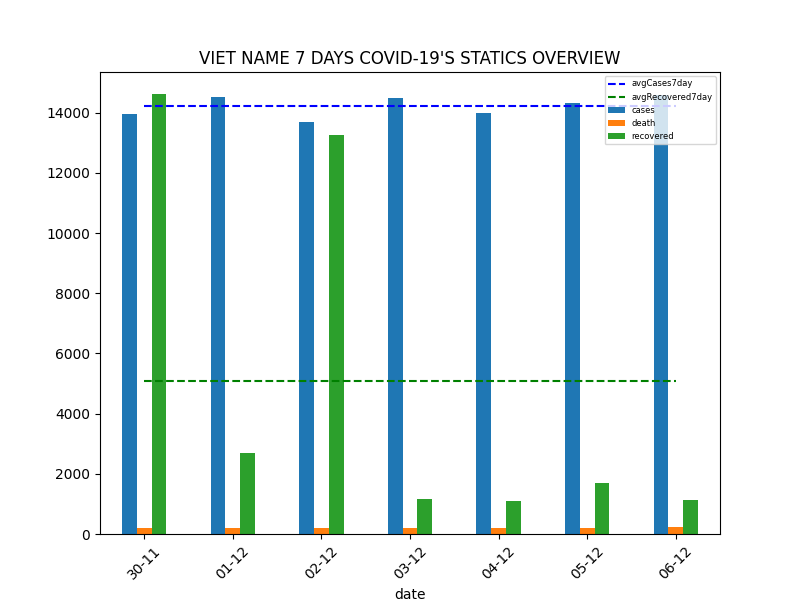 VIET NAME 7 DAYS COVID-19'S STATICS OVERVIEW
avgCases7day
avgRecovered7day
cases
death
recovered
14000
12000
10000
8000
6000
4000
2000
0
30-11
01-12
02-12
03-12
04-12
05-12
06-12
date